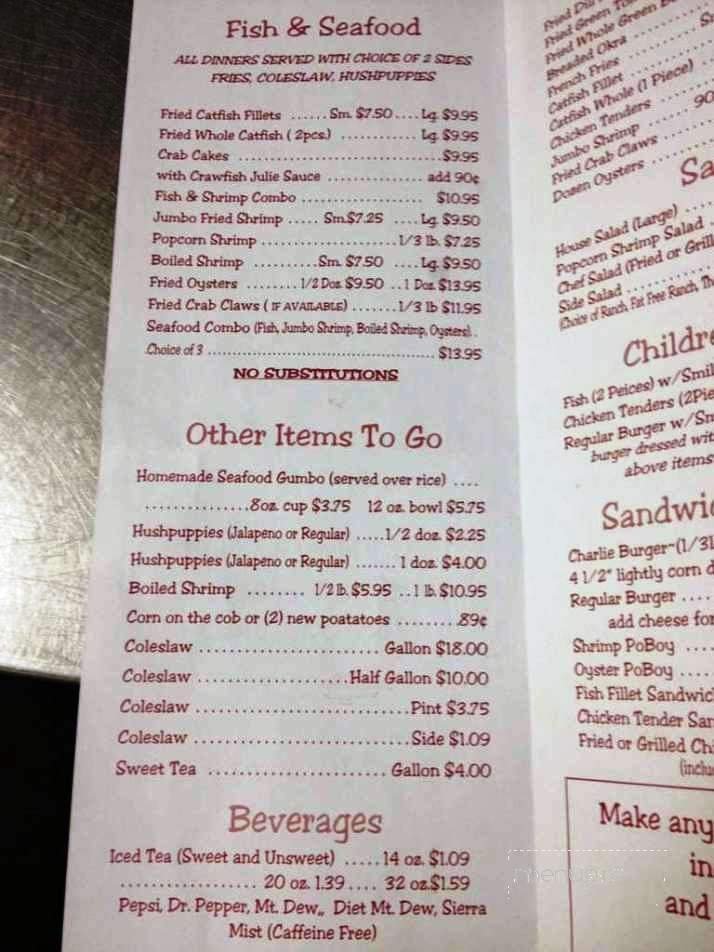 Fish & Seafood
ALL DINNERS SERVED WITH CHOICE OF 2 SIDES
FRIES, COLESLAW, HUSHPUPPIES
Fried Catfish Fillets ...... Sm. $7.50 .... Lg. $9.95
Fried Whole Catfish ( 2pcs.) ............ Lg. $9.95
Crab Cakes ................................. $9.95
with Crawfish Julie Sauce ............... add 90¢
Fish & Shrimp Combo ................... $10.95
Jumbo Fried Shrimp ..... Sm.$7.25 .... Lg. $9.50
Popcorn Shrimp ......................1/3 lb. $7.25
Boiled Shrimp ..........Sm. $7.50 ....Lg. $9.50
Fried Oysters ........1/2 Doz. $9.50 ..1 Doz. $13.95
Fried Crab Claws ( IF AVAILABLE) .......1/3 lb $11.95
Seafood Combo (Fish, Jumbo Shrimp, Boiled Shrimp, Oysters) .
Choice of 3 ........................................ $13.95
NO SUBSTITUTIONS
Other Items To Go
Homemade Seafood Gumbo (served over rice) ....
...............8oz. cup $3.75 12 oz. bowl $5.75
Hushpuppies (Jalapeno or Regular) .....1/2 doz. $2.25
Hushpuppies (Jalapeno or Regular) ....... 1 doz. $4.00
Boiled Shrimp ........ 1/2 lb. $5.95 ..1 lb. $10.95
Corn on the cob or (2) new poatatoes .........89¢
Coleslaw .......................... Gallon $18.00
Coleslaw .....................Half Gallon $10.00
Coleslaw ..............................Pint $3.75
Coleslaw ..............................Side $1.09
Sweet Tea ......................... Gallon $4.00
Beverages
Iced Tea (Sweet and Unsweet) .....14 oz. $1.09
.................. 20 oz. 1.39 .... 32 oz.$1.59
Pepsi, Dr. Pepper, Mt. Dew,, Diet Mt. Dew, Sierra
Mist (Caffeine Free)
Fried
Fried Green
Fried Whole Green
Breaded Okra
French Fries
Catfish Fillet
Catfish Whole (1 Piece)
Chicken Tenders
Jumbo Shrimp
Fried Crab Claws
Dozen Oysters
House Salad (Large)
Popcorn Shrimp Salad
Chef Salad (Fried or
Side Salad
(Choice of Ranch, Fat Free Ranch,
Fish (2 Peices) w/
Chicken Tenders
Regular Burger
burger dressed
above items
Charlie Burger~
4 1/2" lightly corn
Regular Burger ....
add cheese for
Shrimp PoBoy ....
Oyster PoBoy .....
Fish Fillet
Chicken Tender
Fried or Grilled
Make any
in
and